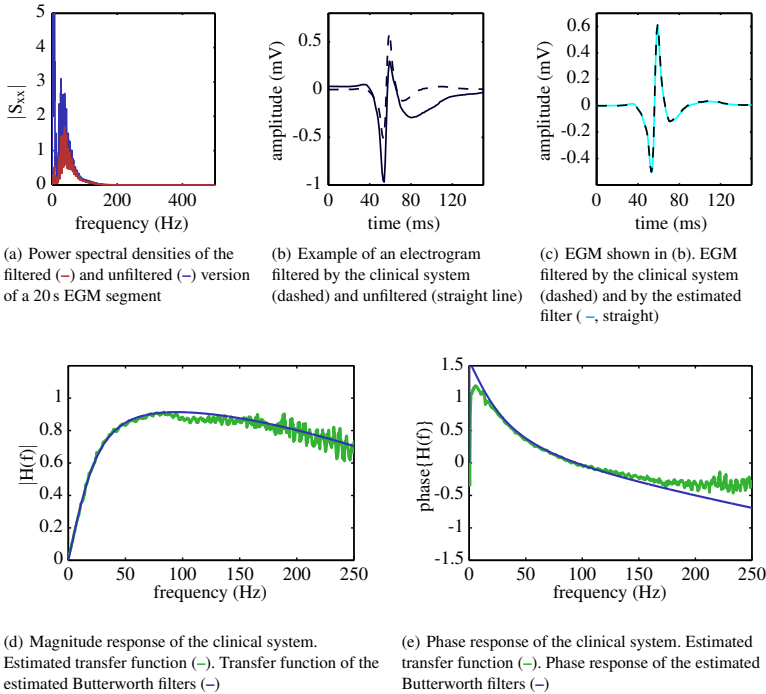 5
4
3
2
1
0
|Sxx|
0 200 400
frequency (Hz)
0.5
0
-0.5
-1
amplitude (mV)
0 40 80 120
time (ms)
0.6
0.4
0.2
0
-0.2
-0.4
amplitude (mV)
0 40 80 120
time (ms)
(a) Power spectral densities of the
filtered (–) and unfiltered (–) version
of a 20 s EGM segment
(b) Example of an electrogram
filtered by the clinical system
(dashed) and unfiltered (straight line)
(c) EGM shown in (b). EGM
filtered by the clinical system
(dashed) and by the estimated
filter ( –, straight)
1
0.8
0.6
0.4
0.2
0
|H(f)|
0 50 100 150 200 250
frequency (Hz)
1.5
1
0.5
0
-0.5
-1
-1.5
phase{H(f)}
0 50 100 150 200 250
frequency (Hz)
(d) Magnitude response of the clinical system.
Estimated transfer function (–). Transfer function of the
estimated Butterworth filters (–)
(e) Phase response of the clinical system. Estimated
transfer function (–). Phase response of the estimated
Butterworth filters (–)